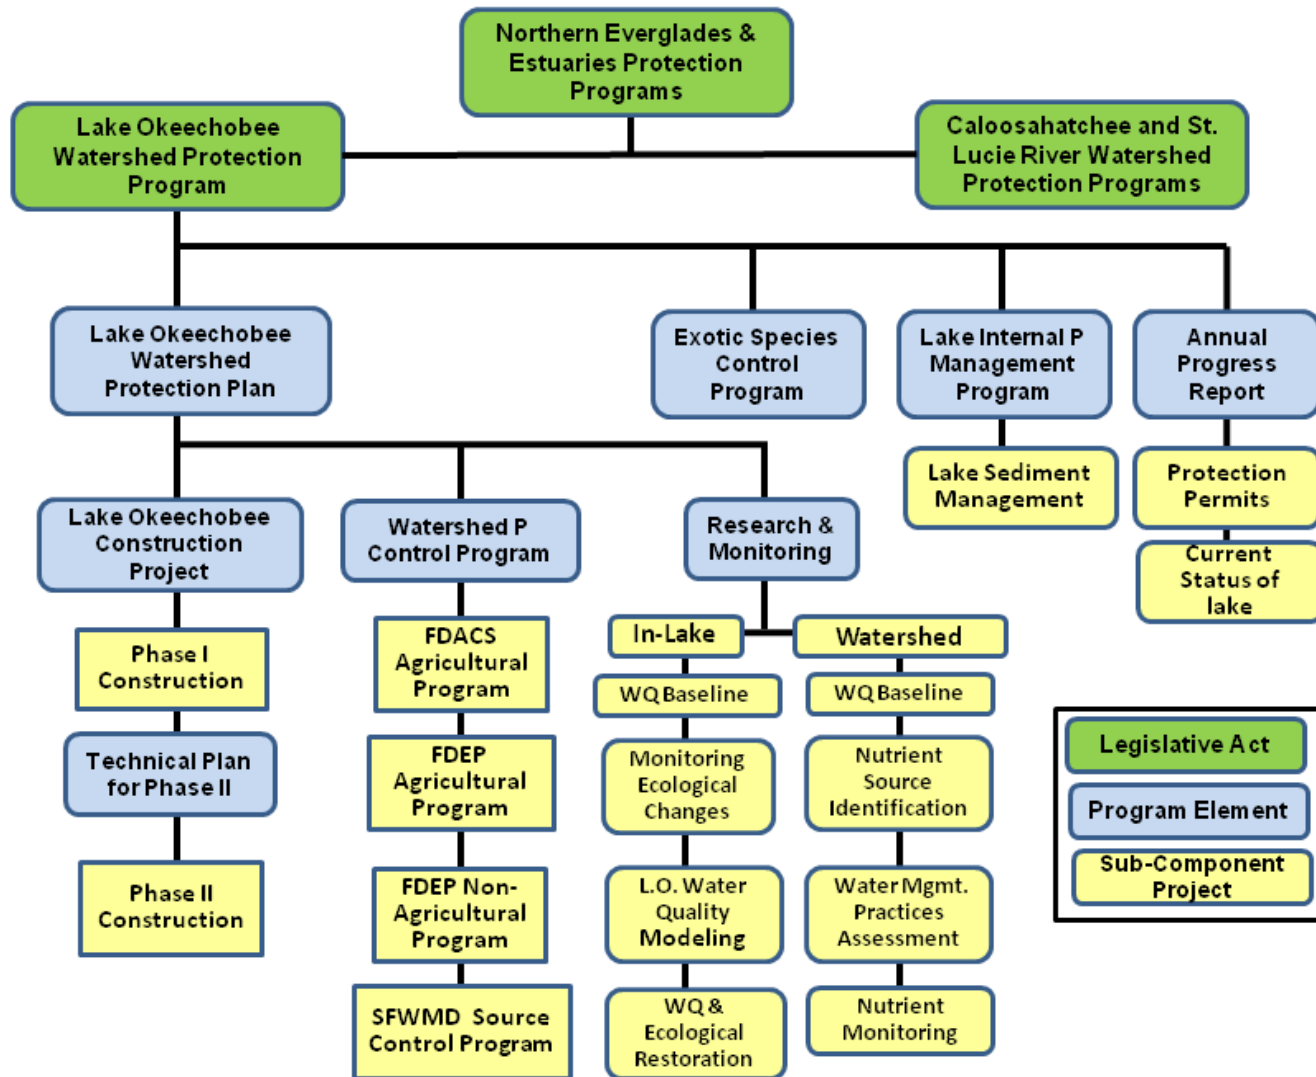 Northern Everglades &
Estuaries Protection
Programs
Lake Okeechobee
Watershed Protection
Program
Caloosahatchee and St.
Lucie River Watershed
Protection Programs
Lake Okeechobee
Watershed
Protection Plan
Exotic Species
Control
Program
Lake Internal P
Management
Program
Annual
Progress
Report
Lake Sediment
Management
Protection
Permits
Current
Status of
lake
Lake Okeechobee
Construction
Project
Watershed P
Control Program
Research &
Monitoring
Phase I
Construction
Technical Plan
for Phase II
Phase II
Construction
FDACS
Agricultural
Program
FDEP
Agricultural
Program
FDEP Non-
Agricultural
Program
SFWMD Source
Control Program
In-Lake
WQ Baseline
Monitoring
Ecological
Changes
L.O. Water
Quality
Modeling
WQ &
Ecological
Restoration
Watershed
WQ Baseline
Nutrient
Source
Identification
Water Mgmt.
Practices
Assessment
Nutrient
Monitoring
Legislative Act
Program Element
Sub-Component
Project